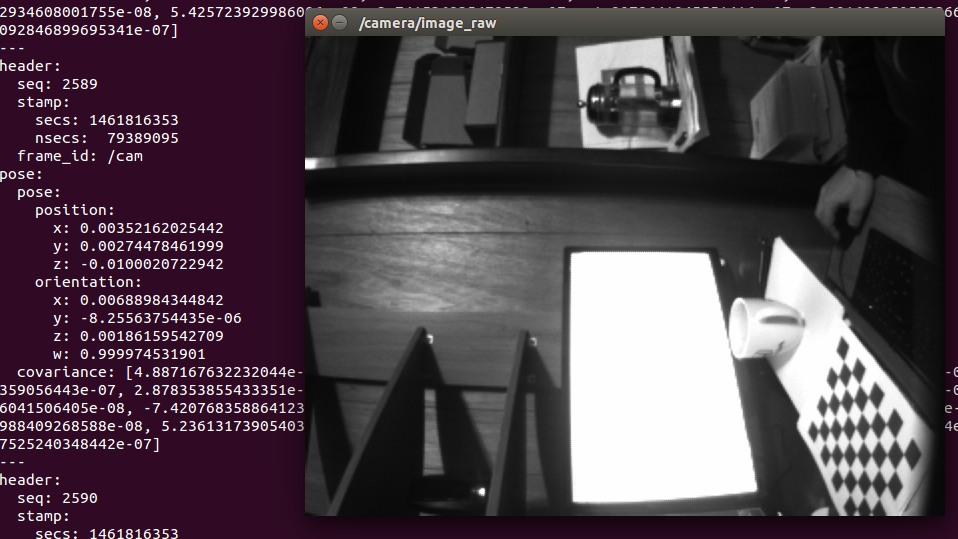 2934608001755e-08, 5.42572392998606
092846899695341e-07]
---
header:
seq: 2589
stamp:
secs: 1461816353
nsecs: 79389095
frame_id: /cam
pose:
pose:
position:
x: 0.00352162025442
y: 0.00274478461999
z: -0.0100020722942
orientation:
x: 0.00688984344842
y: -8.25563754435e-06
z: 0.00186159542709
w: 0.999974531901
covariance: [4.887167632232044e-
359056443e-07, 2.878353855433351e-
6041506405e-08, -7.420768358864123
988409268588e-08, 5.23613173905403
7525240348442e-07]
---
header:
seq: 2590
stamp:
secs: 1461816353
/camera/image_raw